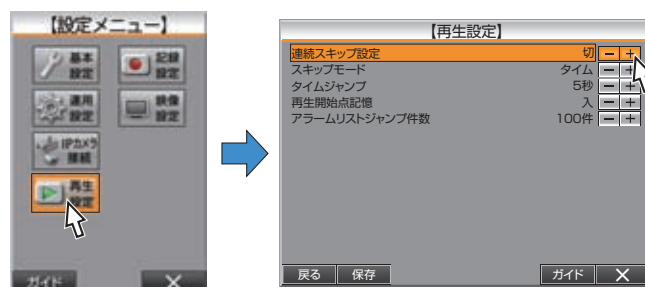 【設定メニュー】
基本設定
記録設定
運用設定
映像設定
IPカメラ接続
再生設定
ガイド ×
【再生設定】
連続スキップ設定 切 − +
スキップモード タイム − +
タイムジャンプ 5秒 − +
再生開始点記憶 入 − +
アラームリストジャンプ件数 100件 − +
戻る 保存 ガイド ×